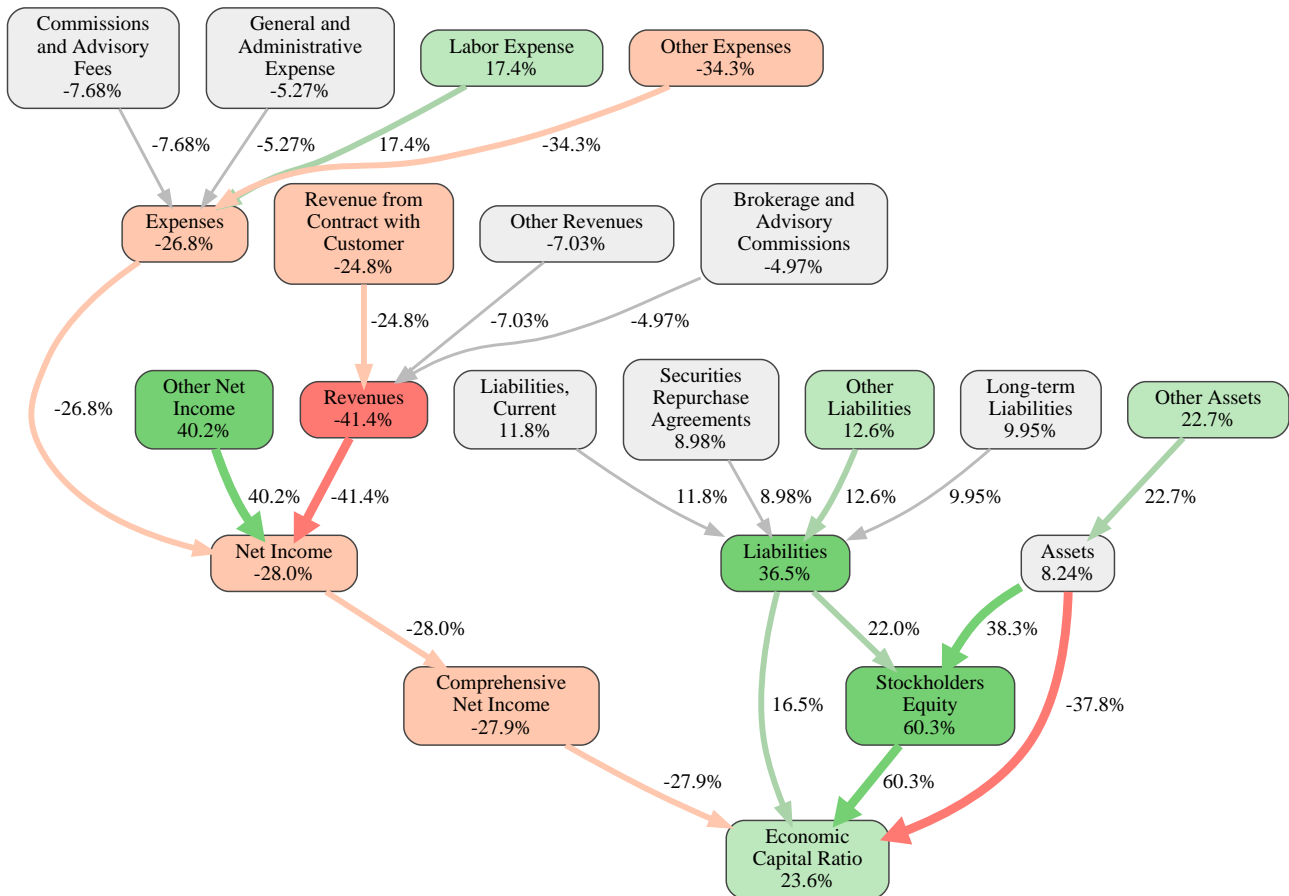 Commissions
and Advisory
Fees
-7.68%
General and
Administrative
Expense
-5.27%
Labor Expense
17.4%
Other Expenses
-34.3%
-7.68%
-5.27%
17.4%
-34.3%
Expenses
-26.8%
Revenue from
Contract with
Customer
-24.8%
Other Revenues
-7.03%
Brokerage and
Advisory
Commissions
-4.97%
-24.8%
-7.03%
-4.97%
-26.8%
Other Net
Income
40.2%
Revenues
-41.4%
Liabilities,
Current
11.8%
Securities
Repurchase
Agreements
8.98%
Other
Liabilities
12.6%
Long-term
Liabilities
9.95%
Other Assets
22.7%
40.2%
-41.4%
11.8%
8.98%
12.6%
9.95%
22.7%
Net Income
-28.0%
Liabilities
36.5%
Assets
8.24%
-28.0%
22.0%
38.3%
Comprehensive
Net Income
-27.9%
16.5%
Stockholders
Equity
60.3%
-37.8%
-27.9%
60.3%
Economic
Capital Ratio
23.6%